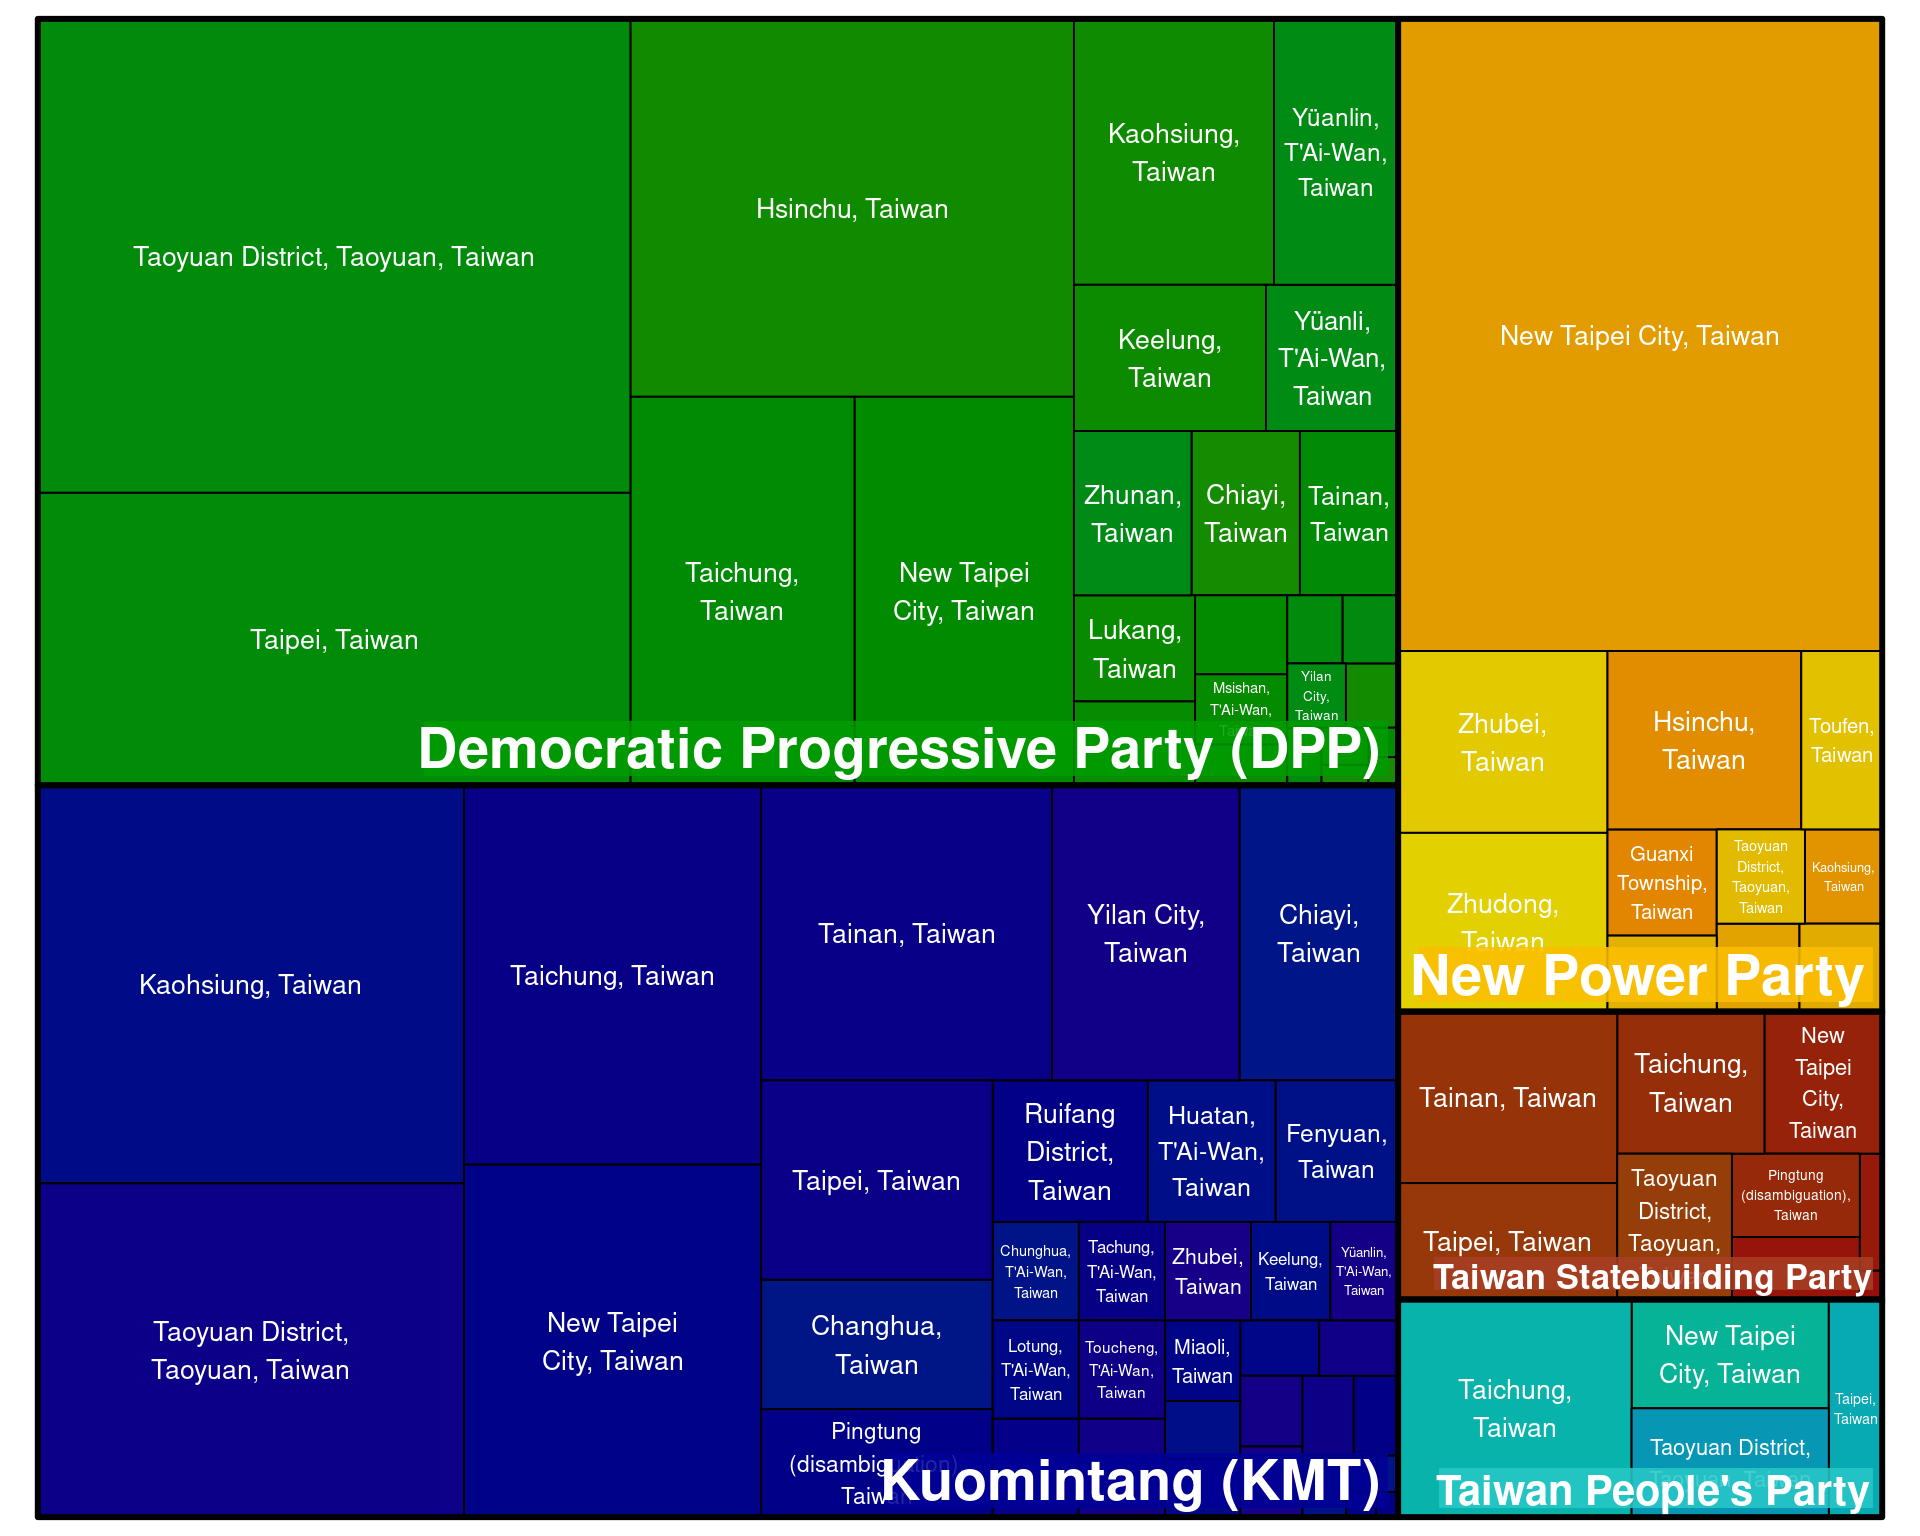 Taoyuan District, Taoyuan, Taiwan
Taipei, Taiwan
Hsinchu, Taiwan
Taichung,
Taiwan
New Taipei
City, Taiwan
Kaohsiung,
Taiwan
Yüanlin,
T'Ai-Wan,
Taiwan
Keelung,
Taiwan
Yüanli,
T'Ai-Wan,
Taiwan
Zhunan,
Taiwan
Chiayi,
Taiwan
Tainan,
Taiwan
Lukang,
Taiwan
Msishan,
T'Ai-Wan,
Yilan
City,
Taiwan
Democratic Progressive Party (DPP)
Kaohsiung, Taiwan
Taoyuan District,
Taoyuan, Taiwan
Taichung, Taiwan
New Taipei
City, Taiwan
Tainan, Taiwan
Yilan City,
Taiwan
Chiayi,
Taiwan
Taipei, Taiwan
Changhua,
Taiwan
Pingtung
(disambiguation)
Taiwan
Ruifang
District,
Taiwan
Huatan,
T'Ai-Wan,
Taiwan
Fenyuan,
Taiwan
Chunghua,
T'Ai-Wan,
Taiwan
Tachung,
T'Ai-Wan,
Taiwan
Zhubei,
Taiwan
Keelung,
Taiwan
Yüanlin,
T'Ai-Wan,
Taiwan
Lotung,
T'Ai-Wan,
Taiwan
Toucheng,
T'Ai-Wan,
Taiwan
Miaoli,
Taiwan
Kuomintang (KMT)
New Taipei City, Taiwan
Zhubei,
Taiwan
Zhudong,
Taiwan
Hsinchu,
Taiwan
Toufen,
Taiwan
Guanxi
Township,
Taiwan
Taoyuan
District,
Taoyuan,
Taiwan
Kaohsiung,
Taiwan
New Power Party
Tainan, Taiwan
Taipei, Taiwan
Taichung,
Taiwan
New
Taipei
City,
Taiwan
Taoyuan
District,
Taoyuan,
Pingtung
(disambiguation),
Taiwan
Taiwan Statebuilding Party
Taichung,
Taiwan
New Taipei
City, Taiwan
Taoyuan District,
Taipei,
Taiwan
Taiwan People's Party